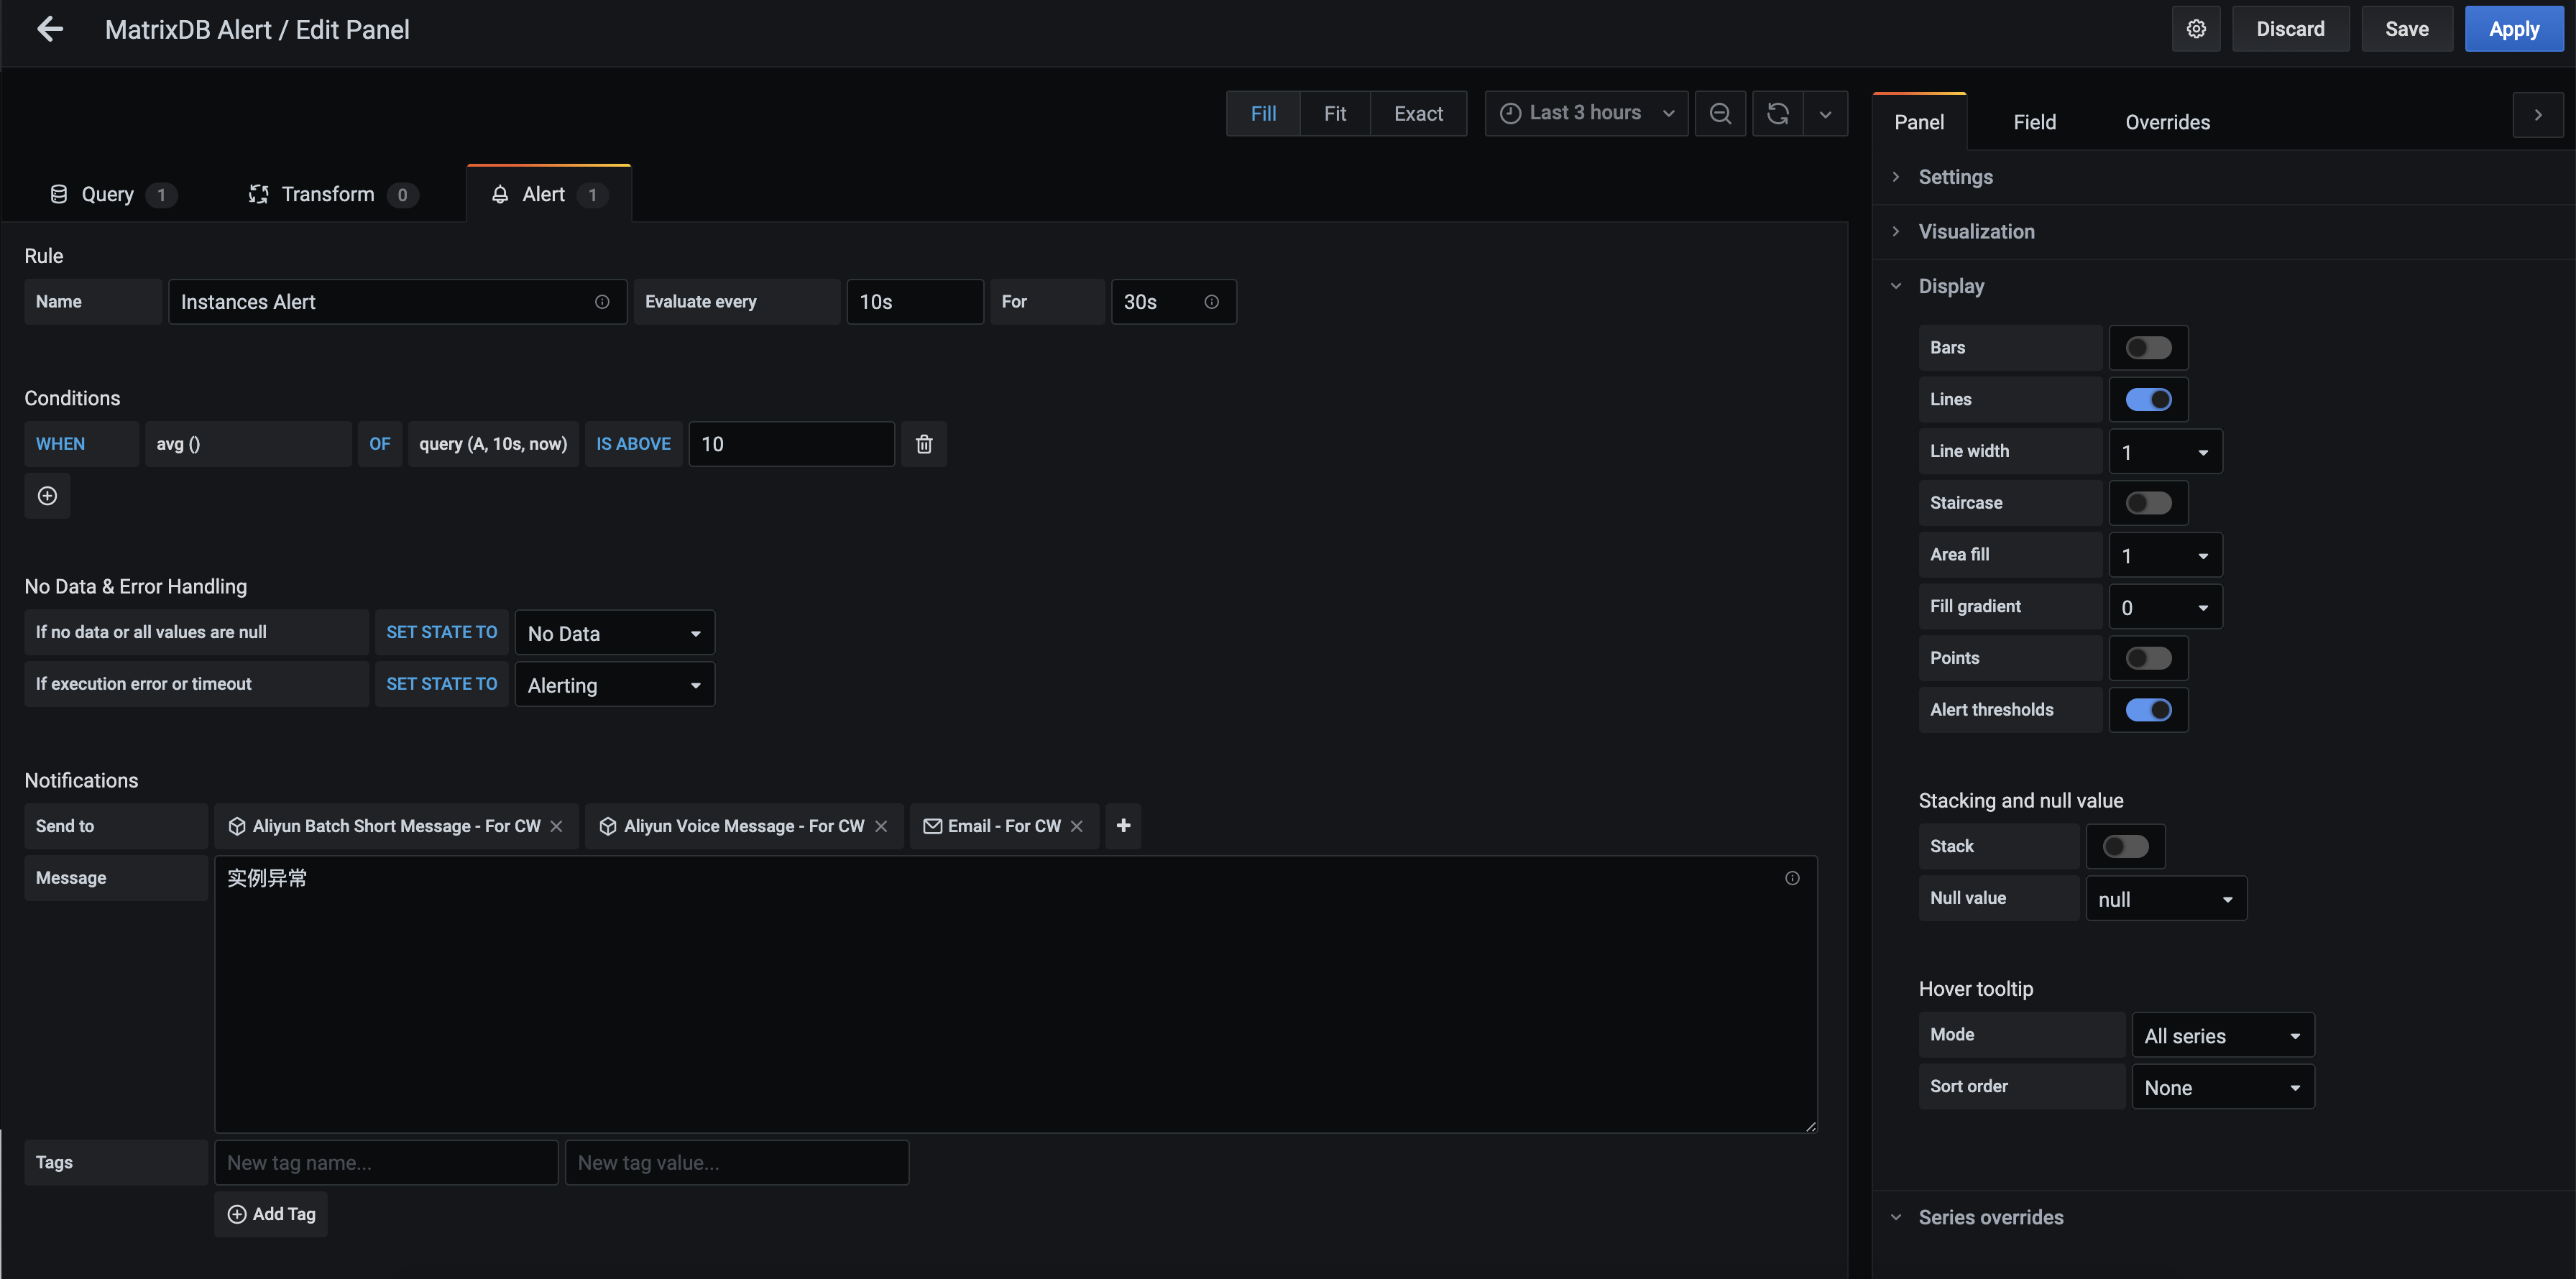 MatrixDB Alert / Edit Panel
Discard
Save
Apply
Fill
Fit
Exact
Last 3 hours
Query 1
Transform 0
Alert 1
Rule
Name
Instances Alert
Evaluate every
10s
For
30s
Conditions
WHEN
avg ()
OF
query (A, 10s, now)
IS ABOVE
10
No Data & Error Handling
If no data or all values are null
SET STATE TO
No Data
If execution error or timeout
SET STATE TO
Alerting
Notifications
Send to
Aliyun Batch Short Message - For CW
Aliyun Voice Message - For CW
Email - For CW
Message
实例异常
Tags
New tag name...
New tag value...
Add Tag
Panel
Field
Overrides
Settings
Visualization
Display
Bars
Lines
Line width
1
Staircase
Area fill
1
Fill gradient
0
Points
Alert thresholds
Stacking and null value
Stack
Null value
null
Hover tooltip
Mode
All series
Sort order
None
Series overrides